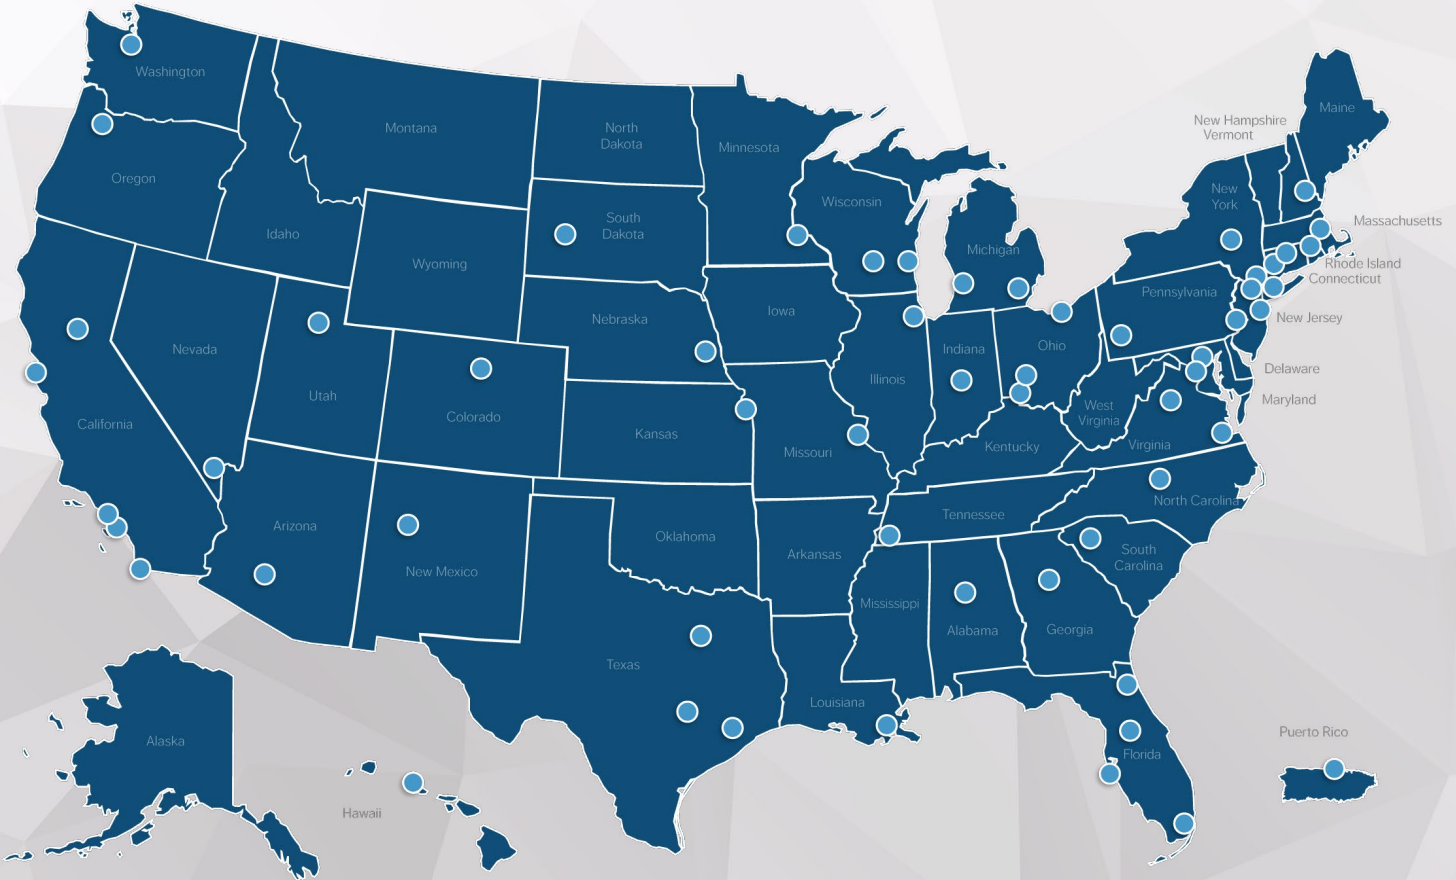 Washington
Montana
North
Dakota
Minnesota
Maine
New Hampshire
Vermont
Oregon
Idaho
South
Dakota
Wisconsin
New
York
Massachusetts
Wyoming
Michigan
Rhode Island
Connecticut
Pennsylvania
Nebraska
Iowa
New Jersey
Nevada
Indiana
Ohio
Delaware
Utah
Illinois
Maryland
California
Colorado
Kansas
West
Virginia
Virginia
Missouri
Kentucky
North Carolina
Arizona
Oklahoma
Tennessee
Arkansas
South
Carolina
New Mexico
Mississippi
Alabama
Georgia
Texas
Louisiana
Alaska
Florida
Puerto Rico
Hawaii